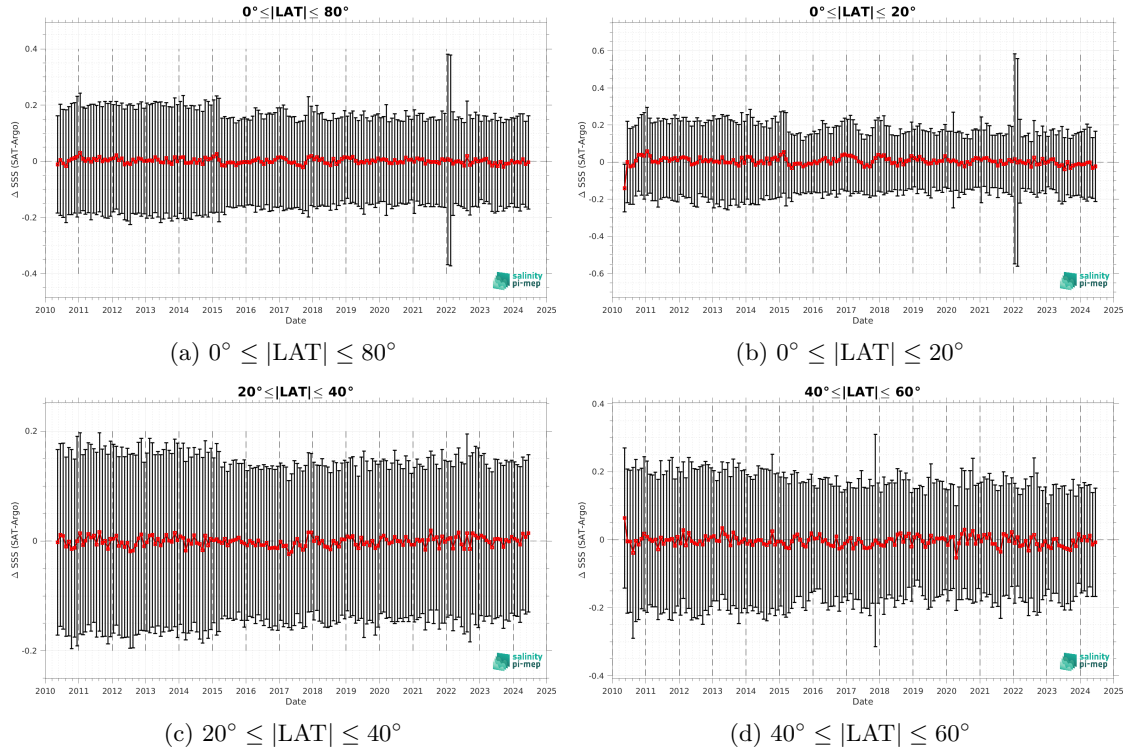 0°≤|LAT|≤ 80°
Δ SSS (SAT-Argo)
0.4
0.2
0
-0.2
-0.4
2010 2011 2012 2013 2014 2015 2016 2017 2018 2019 2020 2021 2022 2023 2024 2025
Date
salinity
pi-mep
(a) 0° ≤ |LAT| ≤ 80°
0°≤|LAT|≤ 20°
Δ SSS (SAT-Argo)
0.6
0.4
0.2
0
-0.2
-0.4
-0.6
2010 2011 2012 2013 2014 2015 2016 2017 2018 2019 2020 2021 2022 2023 2024 2025
Date
salinity
pi-mep
(b) 0° ≤ |LAT| ≤ 20°
20°≤|LAT|≤ 40°
Δ SSS (SAT-Argo)
0.2
0
-0.2
2010 2011 2012 2013 2014 2015 2016 2017 2018 2019 2020 2021 2022 2023 2024 2025
Date
salinity
pi-mep
(c) 20° ≤ |LAT| ≤ 40°
40°≤|LAT|≤ 60°
Δ SSS (SAT-Argo)
0.4
0.2
0
-0.2
-0.4
2010 2011 2012 2013 2014 2015 2016 2017 2018 2019 2020 2021 2022 2023 2024 2025
Date
salinity
pi-mep
(d) 40° ≤ |LAT| ≤ 60°